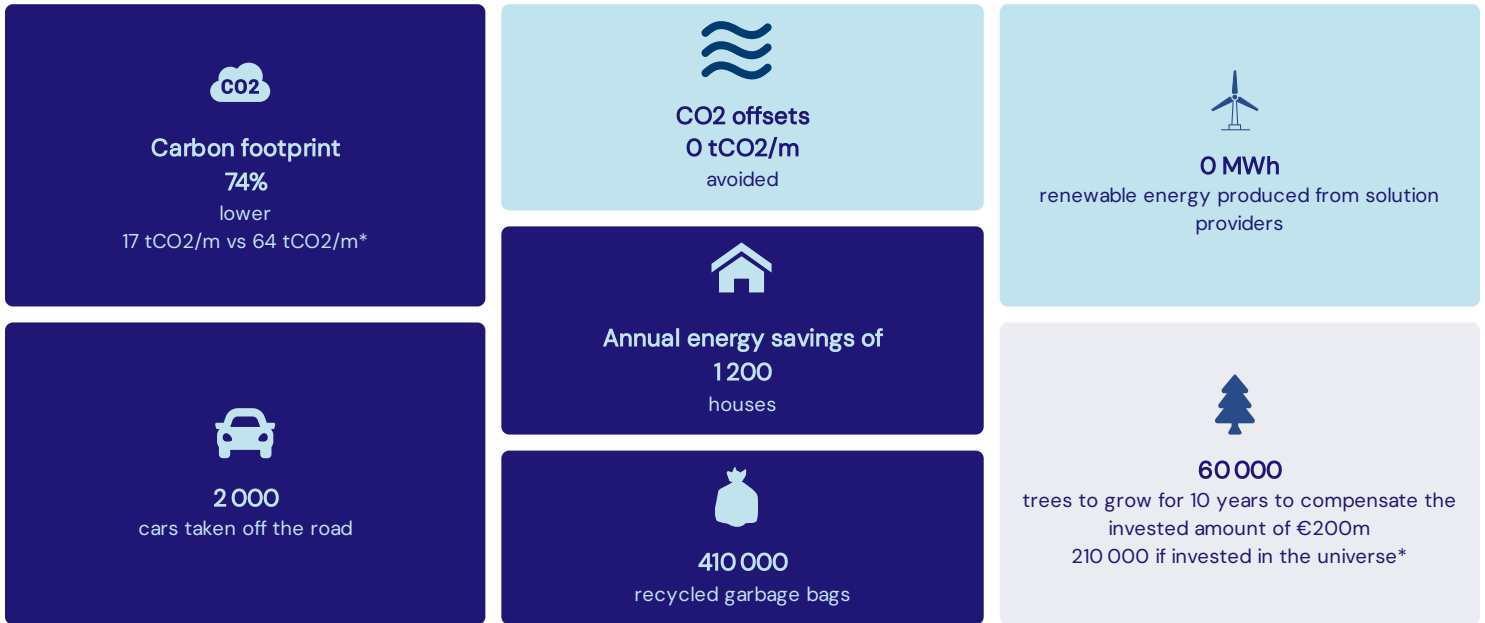 CO2
Carbon footprint
74%
lower
17 tCO2/m vs 64 tCO2/m*
2 000
cars taken off the road
CO2 offsets
0 tCO2/m
avoided
Annual energy savings of
1 200
houses
410 000
recycled garbage bags
0 MWh
renewable energy produced from solution
providers
60 000
trees to grow for 10 years to compensate the
invested amount of €200m
210 000 if invested in the universe*